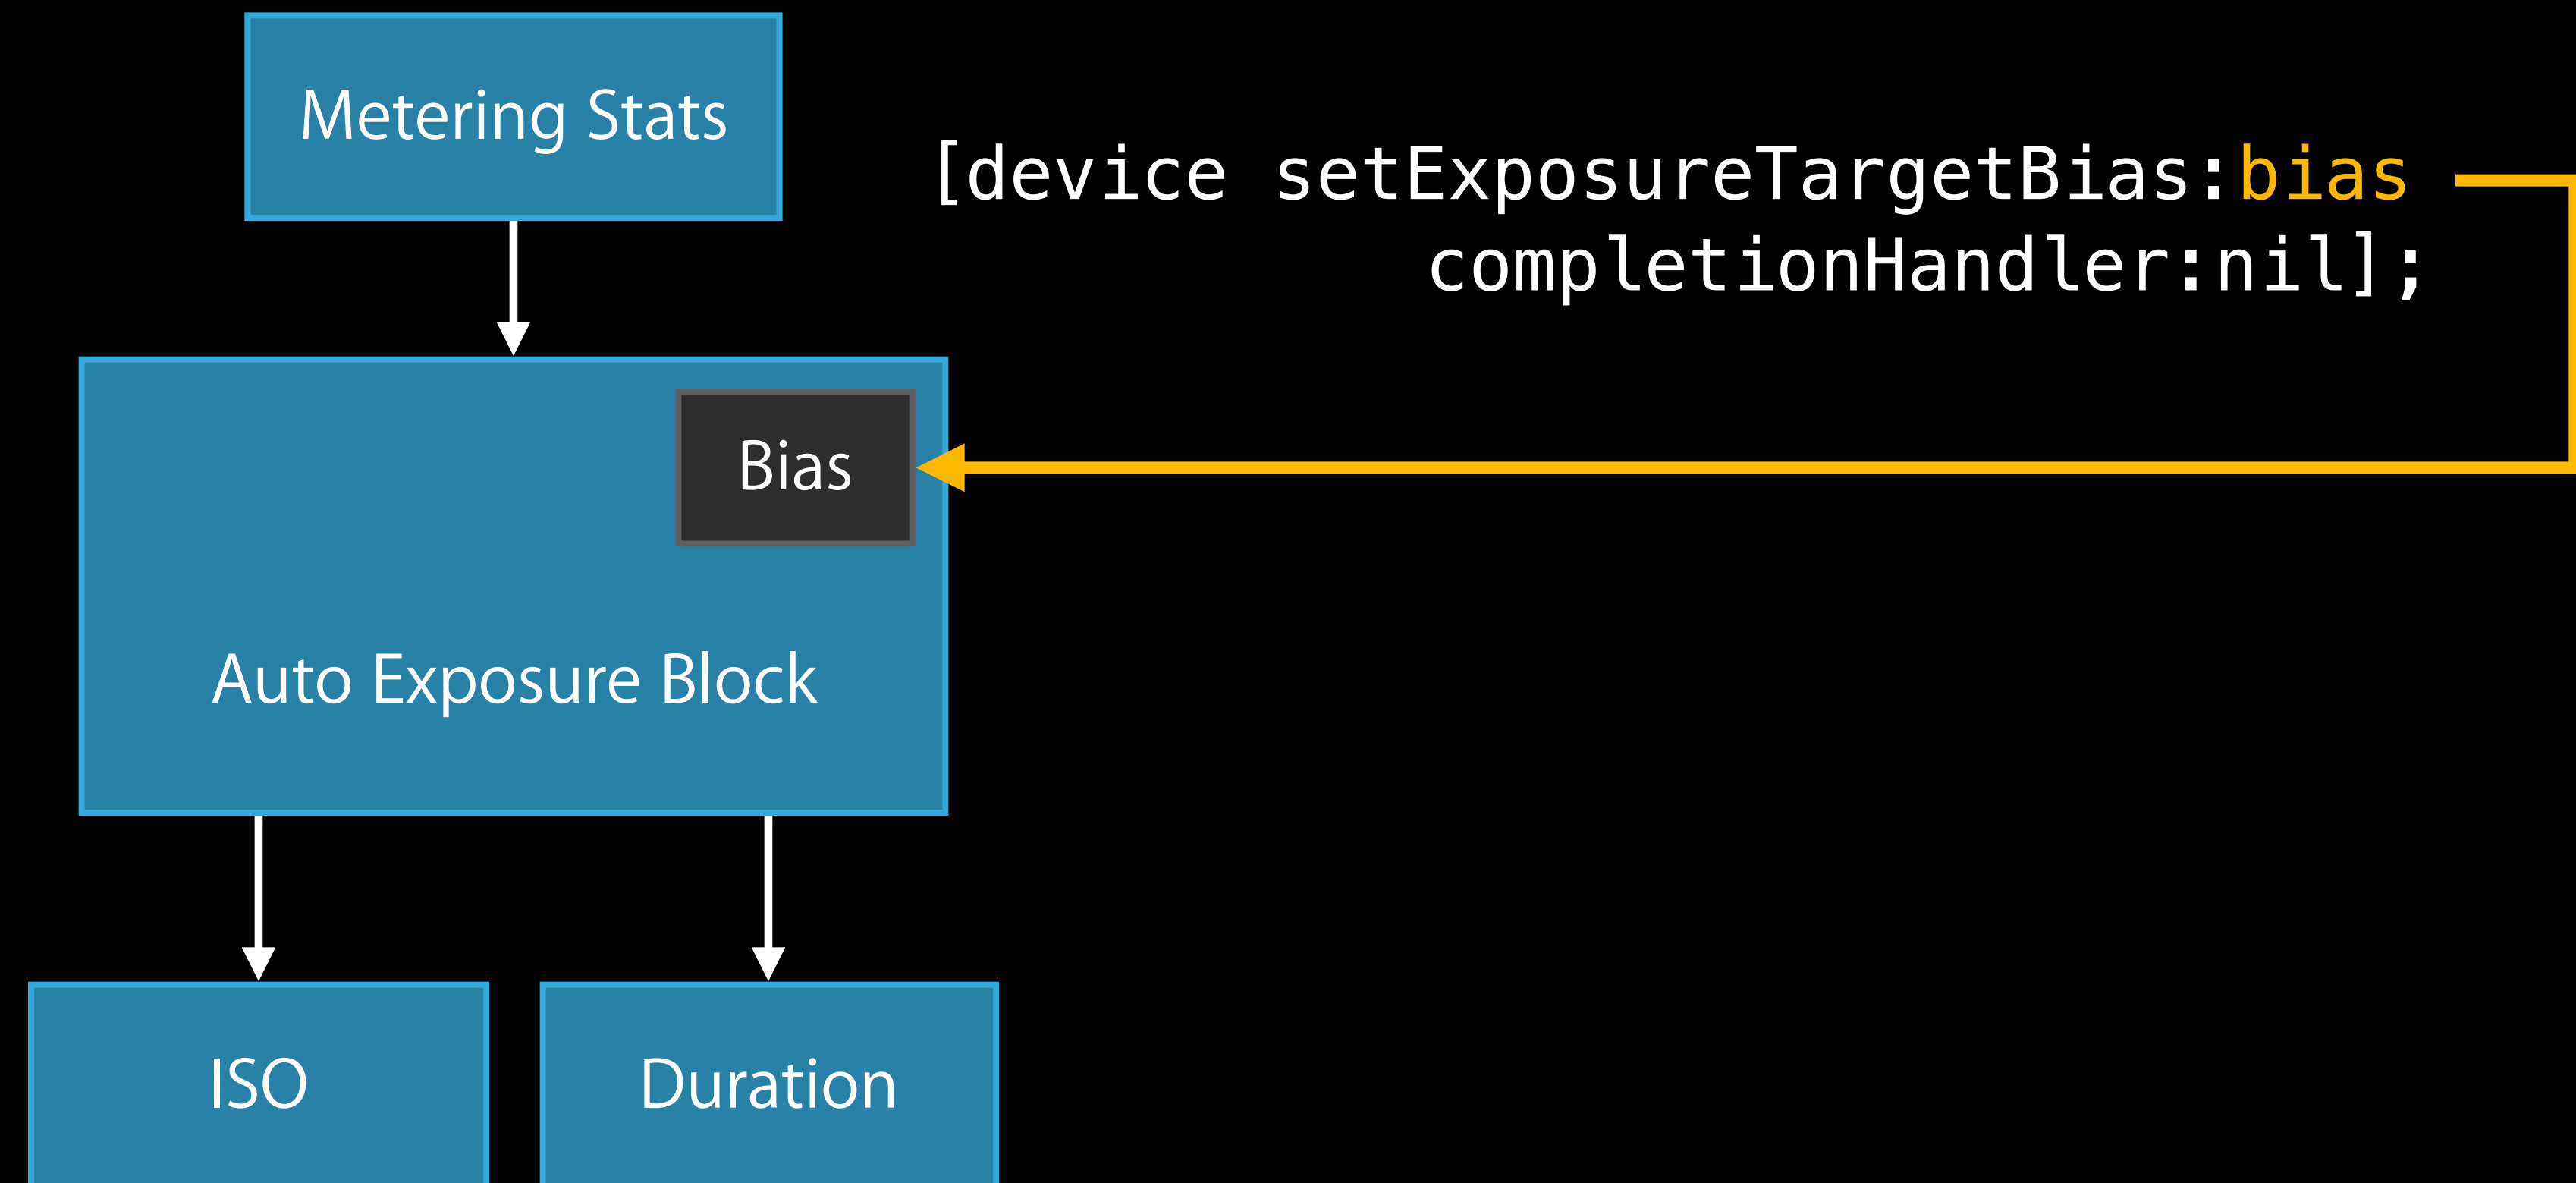 Metering Stats
[device setExposureTargetBias:bias
completionHandler:nil];
Bias
Auto Exposure Block
ISO
Duration